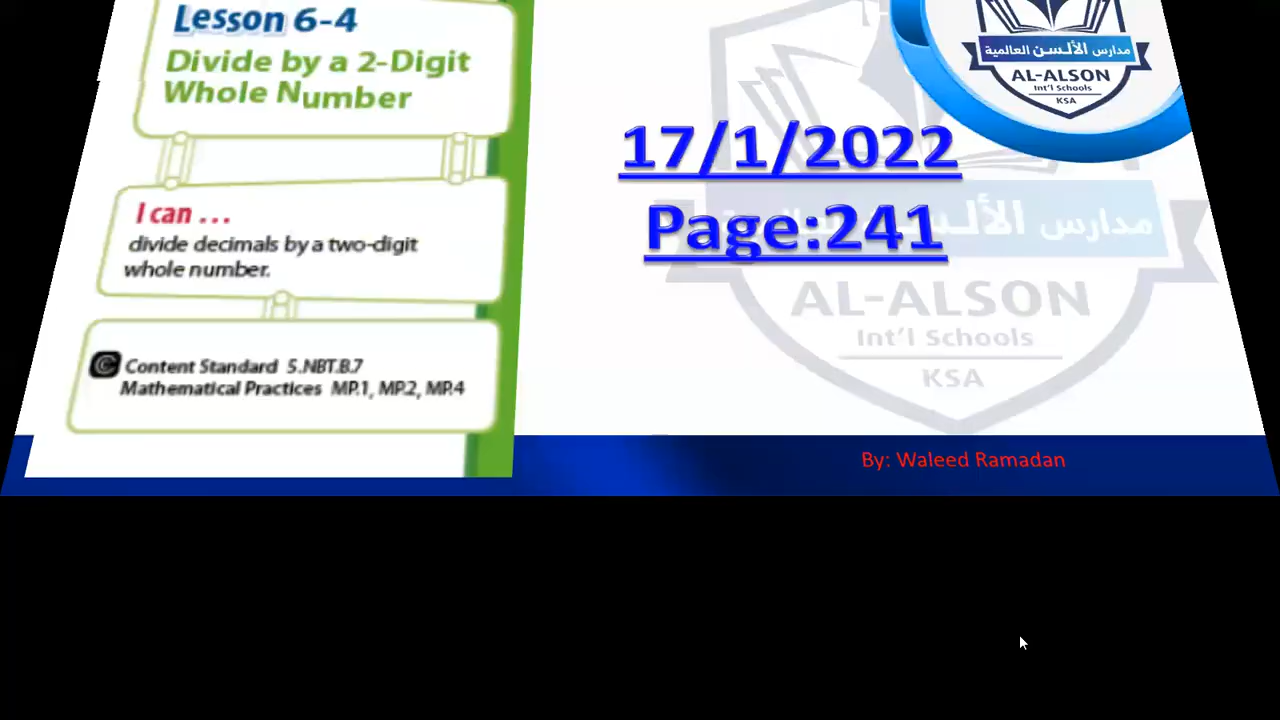 Lesson 6-4
Divide by a 2-Digit
Whole Number
I can ...
divide decimals by a two-digit
whole number.
Content Standard 5.NBT.B.7
Mathematical Practices MP.1, MP.2, MP.4
مدارس الألسن العالمية
AL-ALSON
Int'l Schools
KSA
17/1/2022
Page:241
مدارس الألسن
AL-ALSON
Int'l Schools
KSA
By: Waleed Ramadan